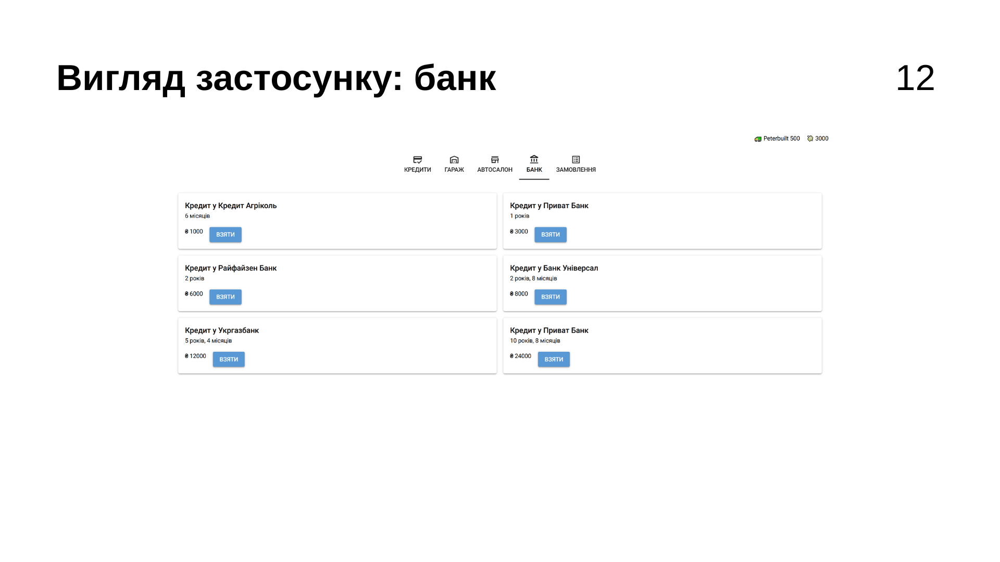 Вигляд застосунку: банк
12
Peterbuilt 500 3000
КРЕДИТИ ГАРАЖ АВТОСАЛОН БАНК ЗАМОВЛЕННЯ
Кредит у Кредит Агріколь
6 місяців
₴ 1000 ВЗЯТИ
Кредит у Приват Банк
1 років
₴ 3000 ВЗЯТИ
Кредит у Райфайзен Банк
2 років
₴ 6000 ВЗЯТИ
Кредит у Банк Універсал
2 років, 8 місяців
₴ 8000 ВЗЯТИ
Кредит у Укргазбанк
5 років, 4 місяців
₴ 12000 ВЗЯТИ
Кредит у Приват Банк
10 років, 8 місяців
₴ 24000 ВЗЯТИ